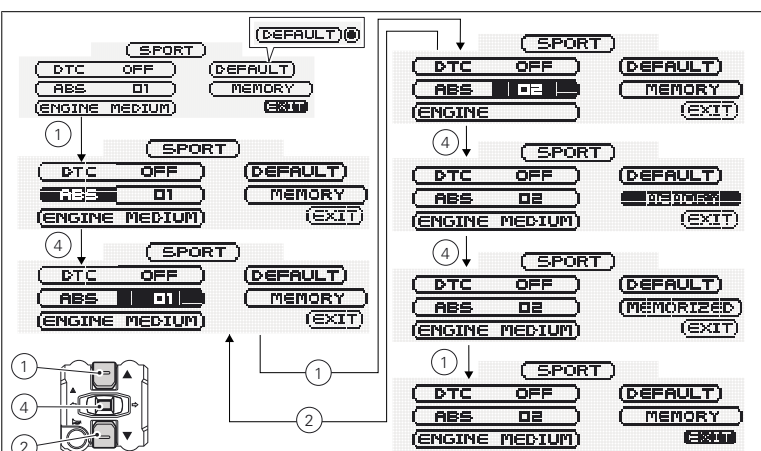 (DEFAULT)
SPORT
DTC OFF
DEFAULT
ABS 01
MEMORY
ENGINE MEDIUM
EXIT
1
SPORT
DTC OFF
DEFAULT
ABS 01
MEMORY
ENGINE MEDIUM
EXIT
4
SPORT
DTC OFF
DEFAULT
ABS 01
MEMORY
ENGINE MEDIUM
EXIT
1
2
1
4
2
SPORT
DTC OFF
DEFAULT
ABS 02
MEMORY
ENGINE
EXIT
4
SPORT
DTC OFF
DEFAULT
ABS 02
MEMORY
ENGINE MEDIUM
EXIT
4
SPORT
DTC OFF
DEFAULT
ABS 02
MEMORIZED
ENGINE MEDIUM
EXIT
1
SPORT
DTC OFF
DEFAULT
ABS 02
MEMORY
ENGINE MEDIUM
EXIT